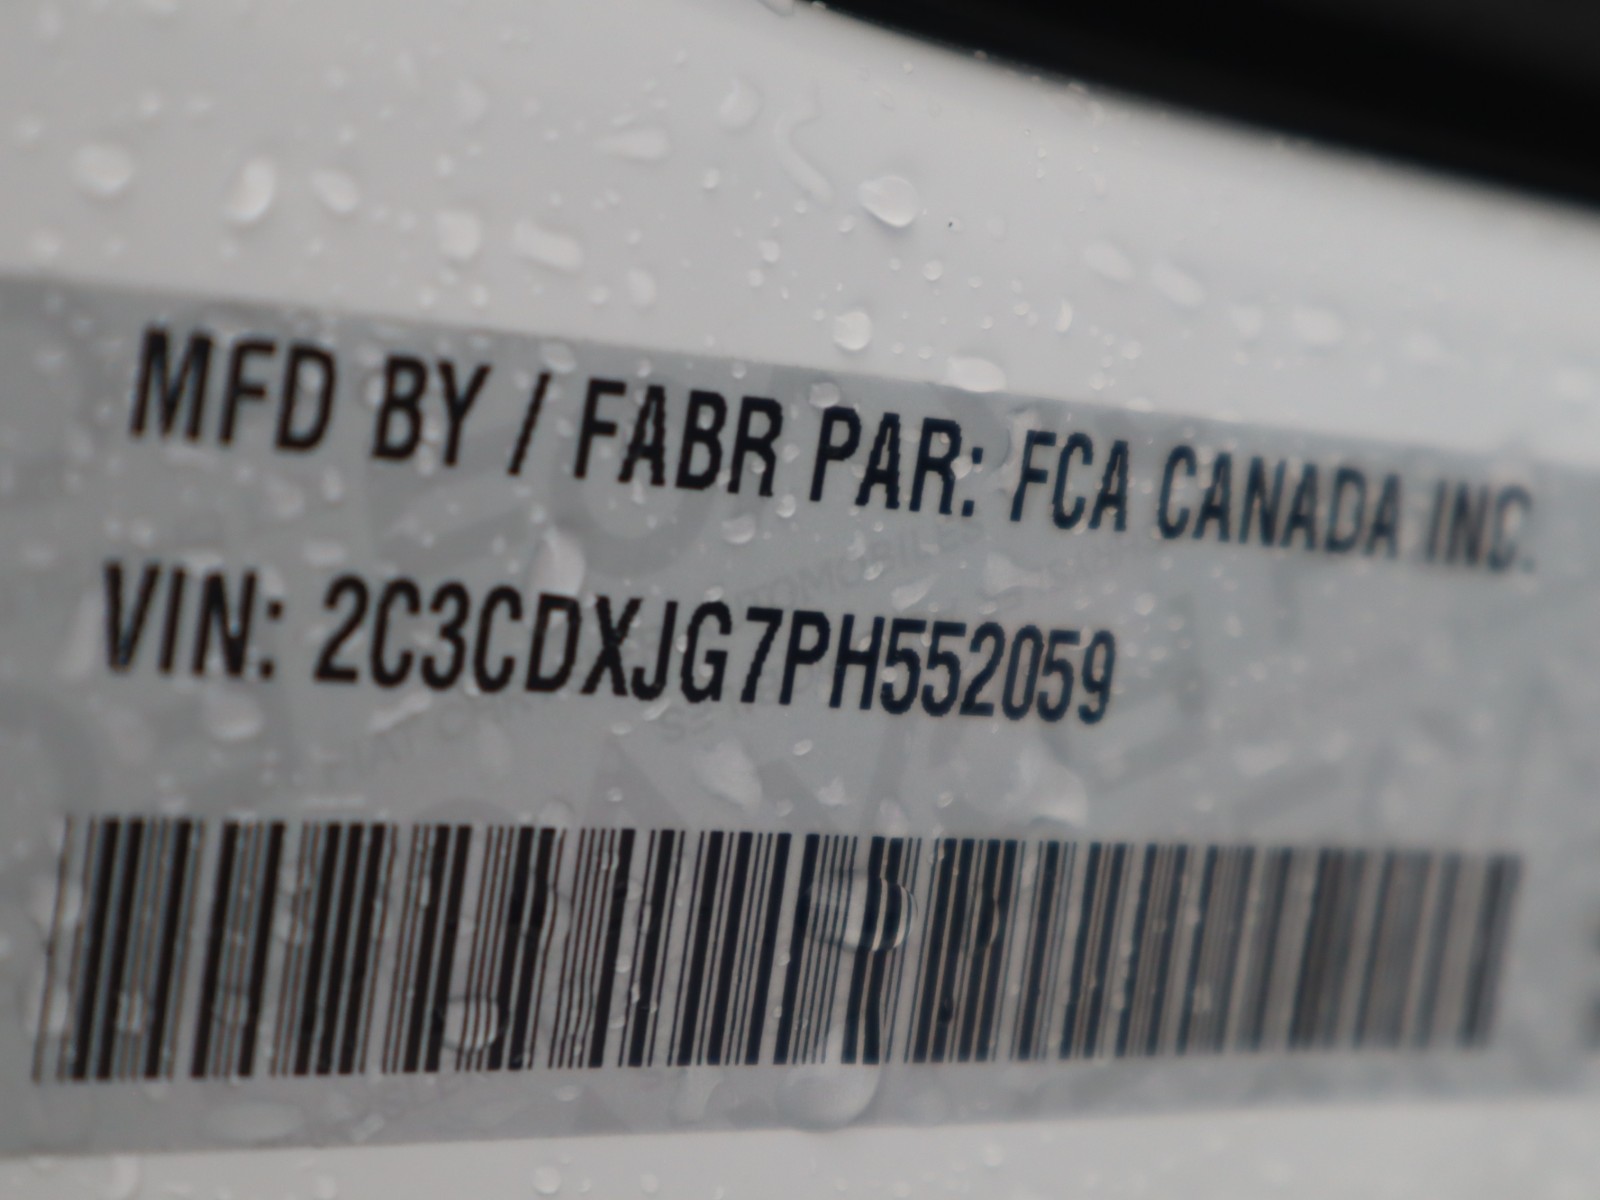 MFD BY / FABR PAR: FCA CANADA INC.
VIN: 2C3CDXJG7PH552059